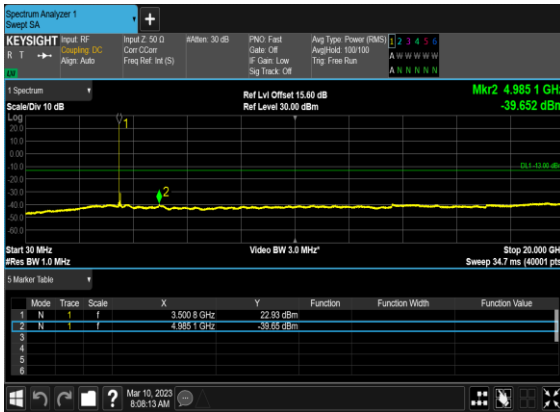 Spectrum Analyzer 1
Swept SA
+
KEYSIGHT Input: RF Input Z: 50 Ω #Atten: 30 dB PNO: Fast Avg Type: Power (RMS) 1 2 3 4 5 6
R T Coupling: DC Corr CCorr Gate: Off Avg|Hold: 100/100 A W W W W W
Align: Auto Freq Ref: Int (S) IF Gain: Low Trig: Free Run A N N N N N
Sig Track: Off
1 Spectrum Ref Lvl Offset 15.60 dB Mkr2 4.985 1 GHz
Scale/Div 10 dB Ref Level 30.00 dBm -39.652 dBm
Log
20.0
10.0
0.00
-10.0
-20.0
-30.0
-40.0
-50.0
-60.0
1
2
DL1 -13.00 dBm
Start 30 MHz Video BW 3.0 MHz* Stop 20.000 GHz
#Res BW 1.0 MHz Sweep 34.7 ms (40001 pts)
5 Marker Table
Mode Trace Scale X Y Function Function Width Function Value
1 N 1 f 3.500 8 GHz 22.93 dBm
2 N 1 f 4.985 1 GHz -39.65 dBm
3
4
5
6
? Mar 10, 2023
8:08:13 AM